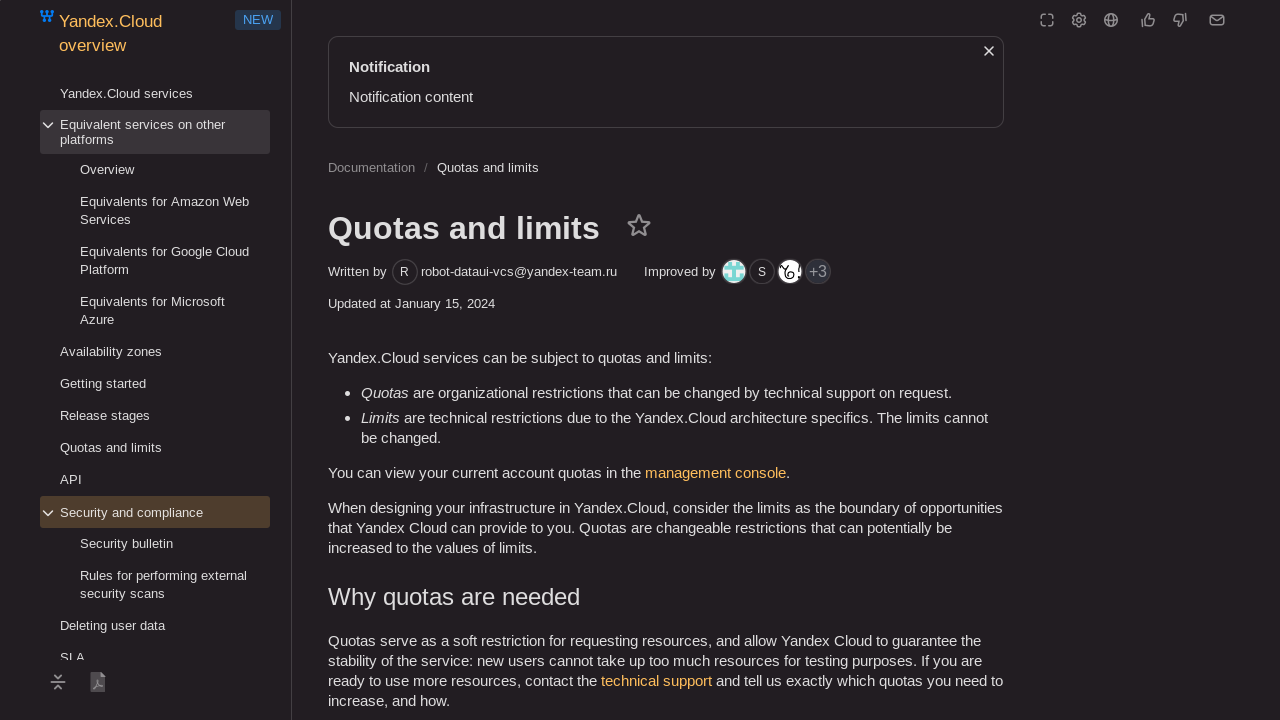 Yandex.Cloud overview
NEW
Yandex.Cloud services
Equivalent services on other platforms
Overview
Equivalents for Amazon Web Services
Equivalents for Google Cloud Platform
Equivalents for Microsoft Azure
Availability zones
Getting started
Release stages
Quotas and limits
API
Security and compliance
Security bulletin
Rules for performing external security scans
Deleting user data
SLA
Notification
Notification content
Documentation / Quotas and limits
Quotas and limits
Written by R robot-dataui-vcs@yandex-team.ru Improved by S +3
Updated at January 15, 2024
Yandex.Cloud services can be subject to quotas and limits:
• Quotas are organizational restrictions that can be changed by technical support on request.
• Limits are technical restrictions due to the Yandex.Cloud architecture specifics. The limits cannot
be changed.
You can view your current account quotas in the management console.
When designing your infrastructure in Yandex.Cloud, consider the limits as the boundary of opportunities
that Yandex Cloud can provide to you. Quotas are changeable restrictions that can potentially be
increased to the values of limits.
Why quotas are needed
Quotas serve as a soft restriction for requesting resources, and allow Yandex Cloud to guarantee the
stability of the service: new users cannot take up too much resources for testing purposes. If you are
ready to use more resources, contact the technical support and tell us exactly which quotas you need to
increase, and how.